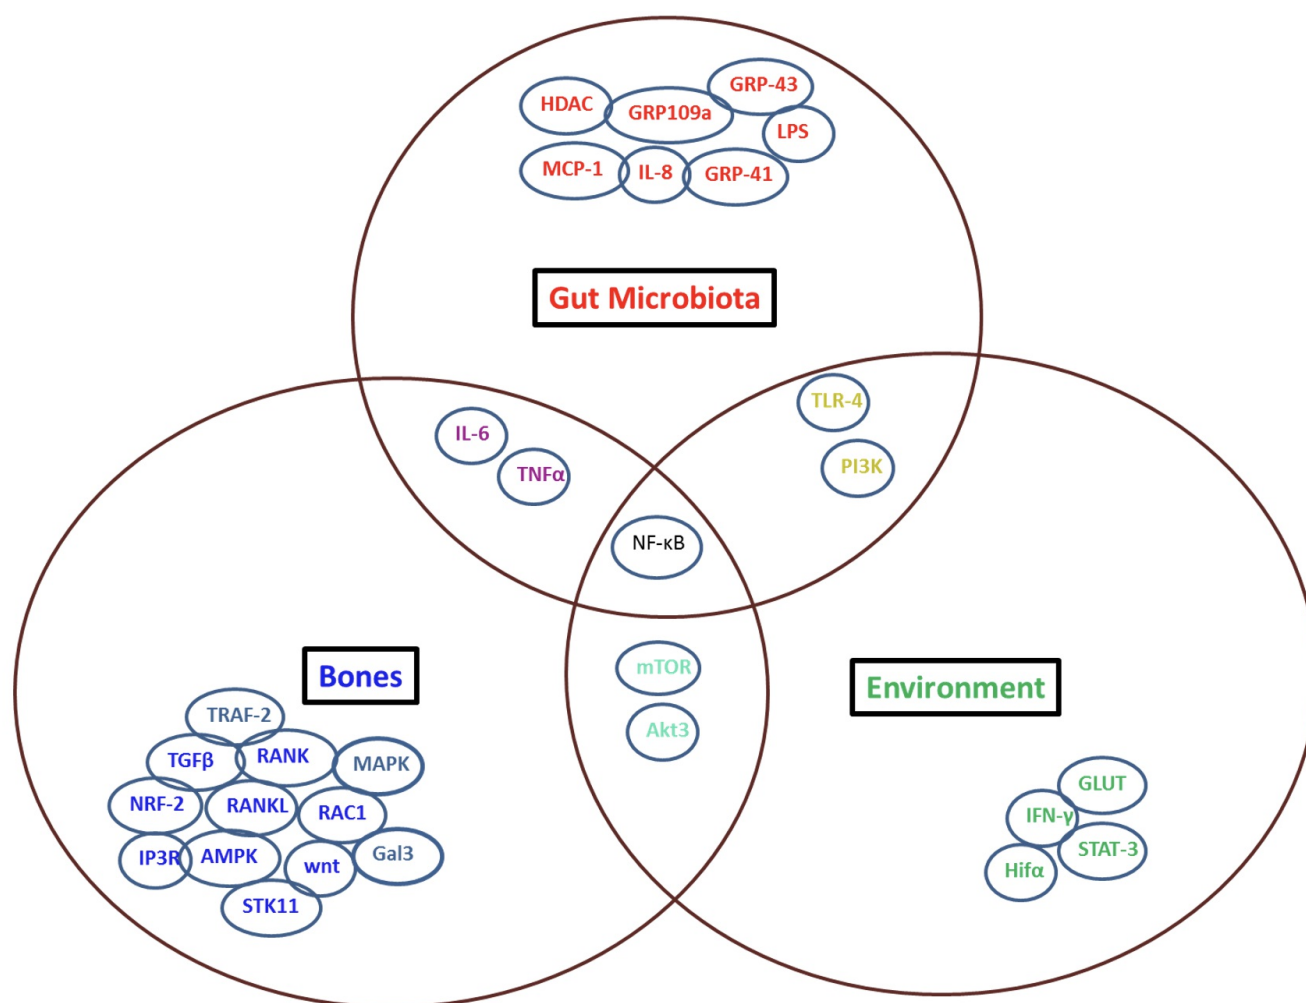 GRP-43
HDAC
GRP109a
LPS
MCP-1
IL-8
GRP-41
Gut Microbiota
TLR-4
IL-6
PI3K
TNFα
NF-κB
mTOR
Bones
Environment
Akt3
TRAF-2
TGFβ
RANK
MAPK
NRF-2
RANKL
RAC1
IP3R
AMPK
wnt
Gal3
STK11
GLUT
IFN-γ
STAT-3
Hifα